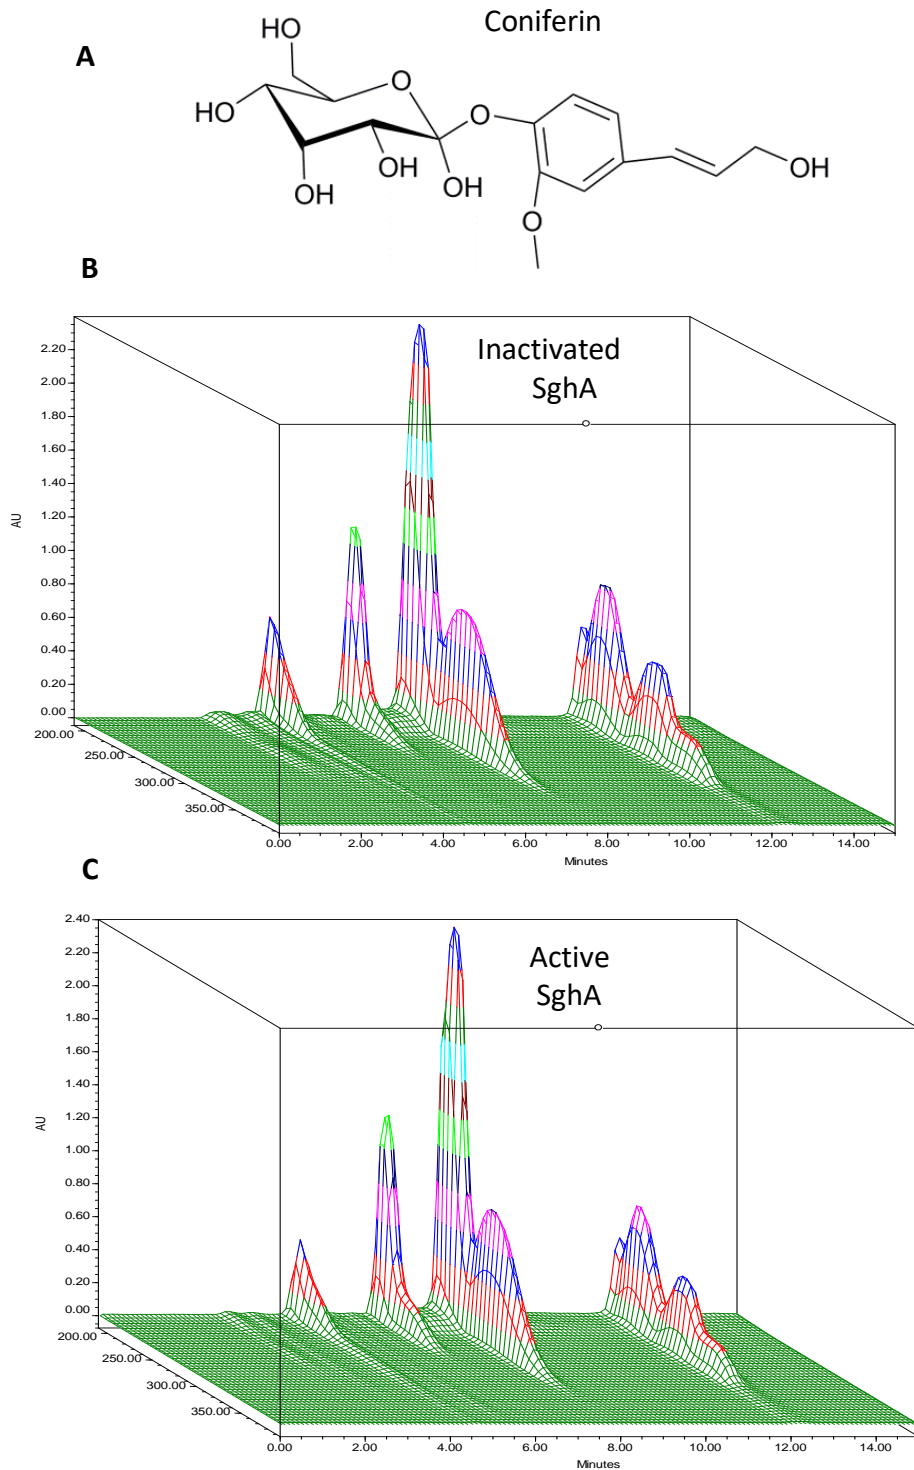 Coniferin
A
HO
O
HO
O
OH
OH
OH
OH
O
B
Inactivated
SghA
2.20
2.00
1.80
1.60
1.40
AU
1.20
1.00
0.80
0.60
0.40
0.20
0.00
200.00
250.00
300.00
350.00
0.00 2.00 4.00 6.00 8.00 10.00 12.00 14.00
Minutes
C
2.40
Active
SghA
2.20
2.00
1.80
1.60
1.40
AU
1.20
1.00
0.80
0.60
0.40
0.20
0.00
200.00
250.00
300.00
350.00
0.00 2.00 4.00 6.00 8.00 10.00 12.00 14.00
Minutes